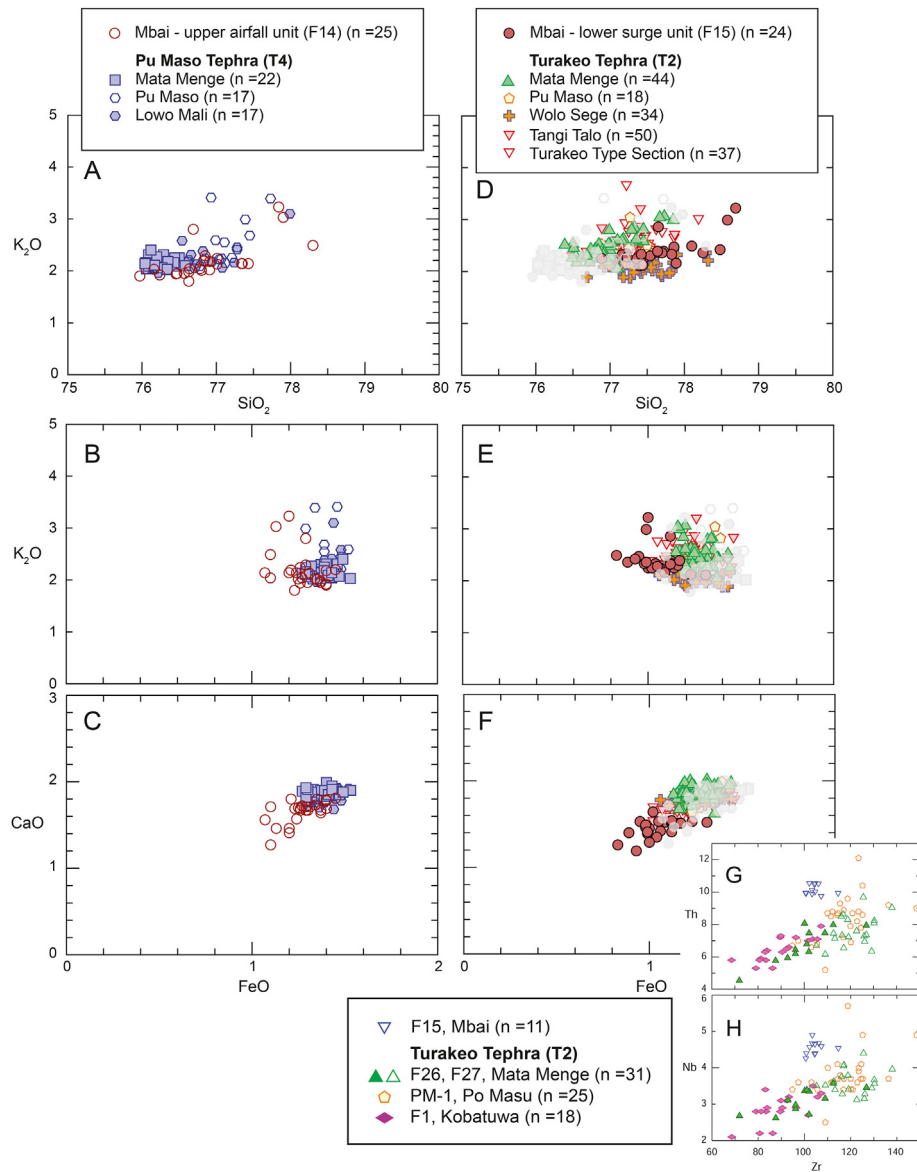 Mbai - upper airfall unit (F14) (n =25)
Pu Maso Tephra (T4)
Mata Menge (n =22)
Pu Maso (n =17)
Lowo Mali (n =17)
Mbai - lower surge unit (F15) (n =24)
Turakeo Tephra (T2)
Mata Menge (n =44)
Pu Maso (n =18)
Wolo Sege (n =34)
Tangi Talo (n =50)
Turakeo Type Section (n =37)
5
4
3
2
1
0
K2O
A
75 76 77 78 79 80
SiO2
D
75 76 77 78 79 80
SiO2
5
4
3
2
1
0
K2O
B
E
3
2
1
0
CaO
C
0 1 2
FeO
F
0 1
FeO
G
12
10
8
6
4
Th
H
6
5
4
3
2
Nb
60 80 100 120 140
Zr
F15, Mbai (n =11)
Turakeo Tephra (T2)
F26, F27, Mata Menge (n =31)
PM-1, Po Masu (n =25)
F1, Kobatuwa (n =18)